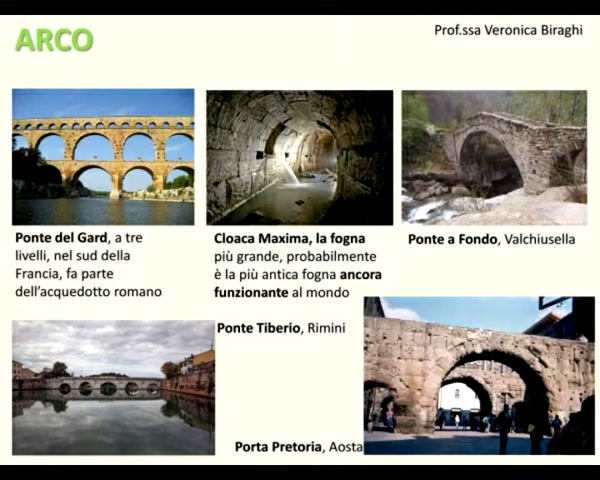 ARCO
Prof.ssa Veronica Biraghi
Ponte del Gard, a tre
livelli, nel sud della
Francia, fa parte
dell’acquedotto romano
Cloaca Maxima, la fogna
più grande, probabilmente
è la più antica fogna ancora
funzionante al mondo
Ponte a Fondo, Valchiusella
Ponte Tiberio, Rimini
Porta Pretoria, Aosta